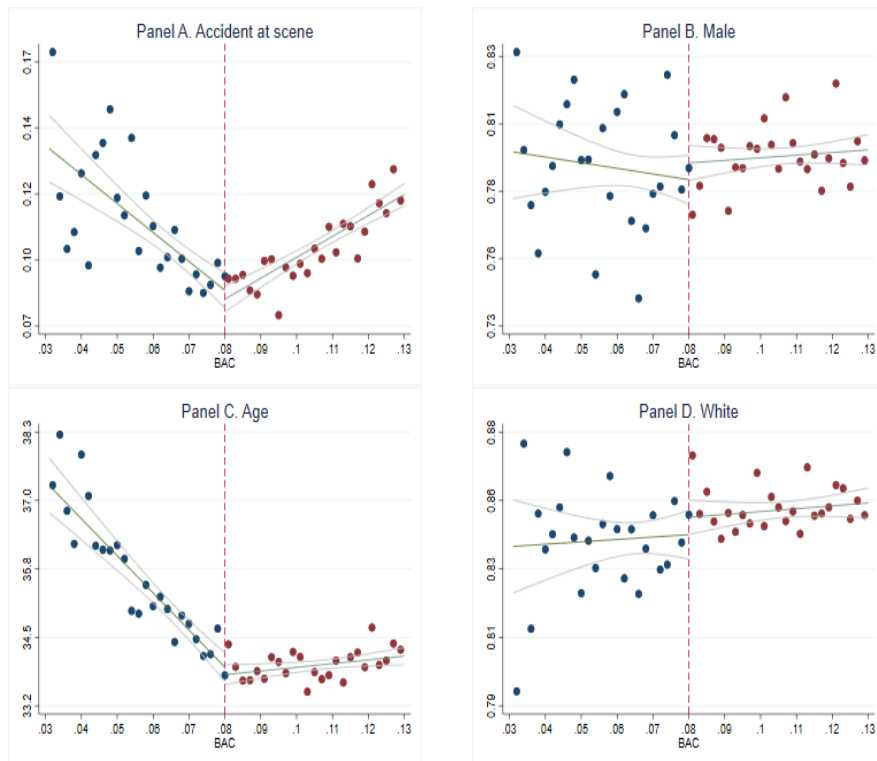 Panel A. Accident at scene
0.17
0.14
0.12
0.10
0.07
.03 .04 .05 .06 .07 .08 .09 .1 .11 .12 .13
BAC
Panel B. Male
0.83
0.81
0.78
0.76
0.73
.03 .04 .05 .06 .07 .08 .09 .1 .11 .12 .13
BAC
Panel C. Age
38.3
37.0
35.8
34.5
33.2
.03 .04 .05 .06 .07 .08 .09 .1 .11 .12 .13
BAC
Panel D. White
0.88
0.86
0.83
0.81
0.79
.03 .04 .05 .06 .07 .08 .09 .1 .11 .12 .13
BAC